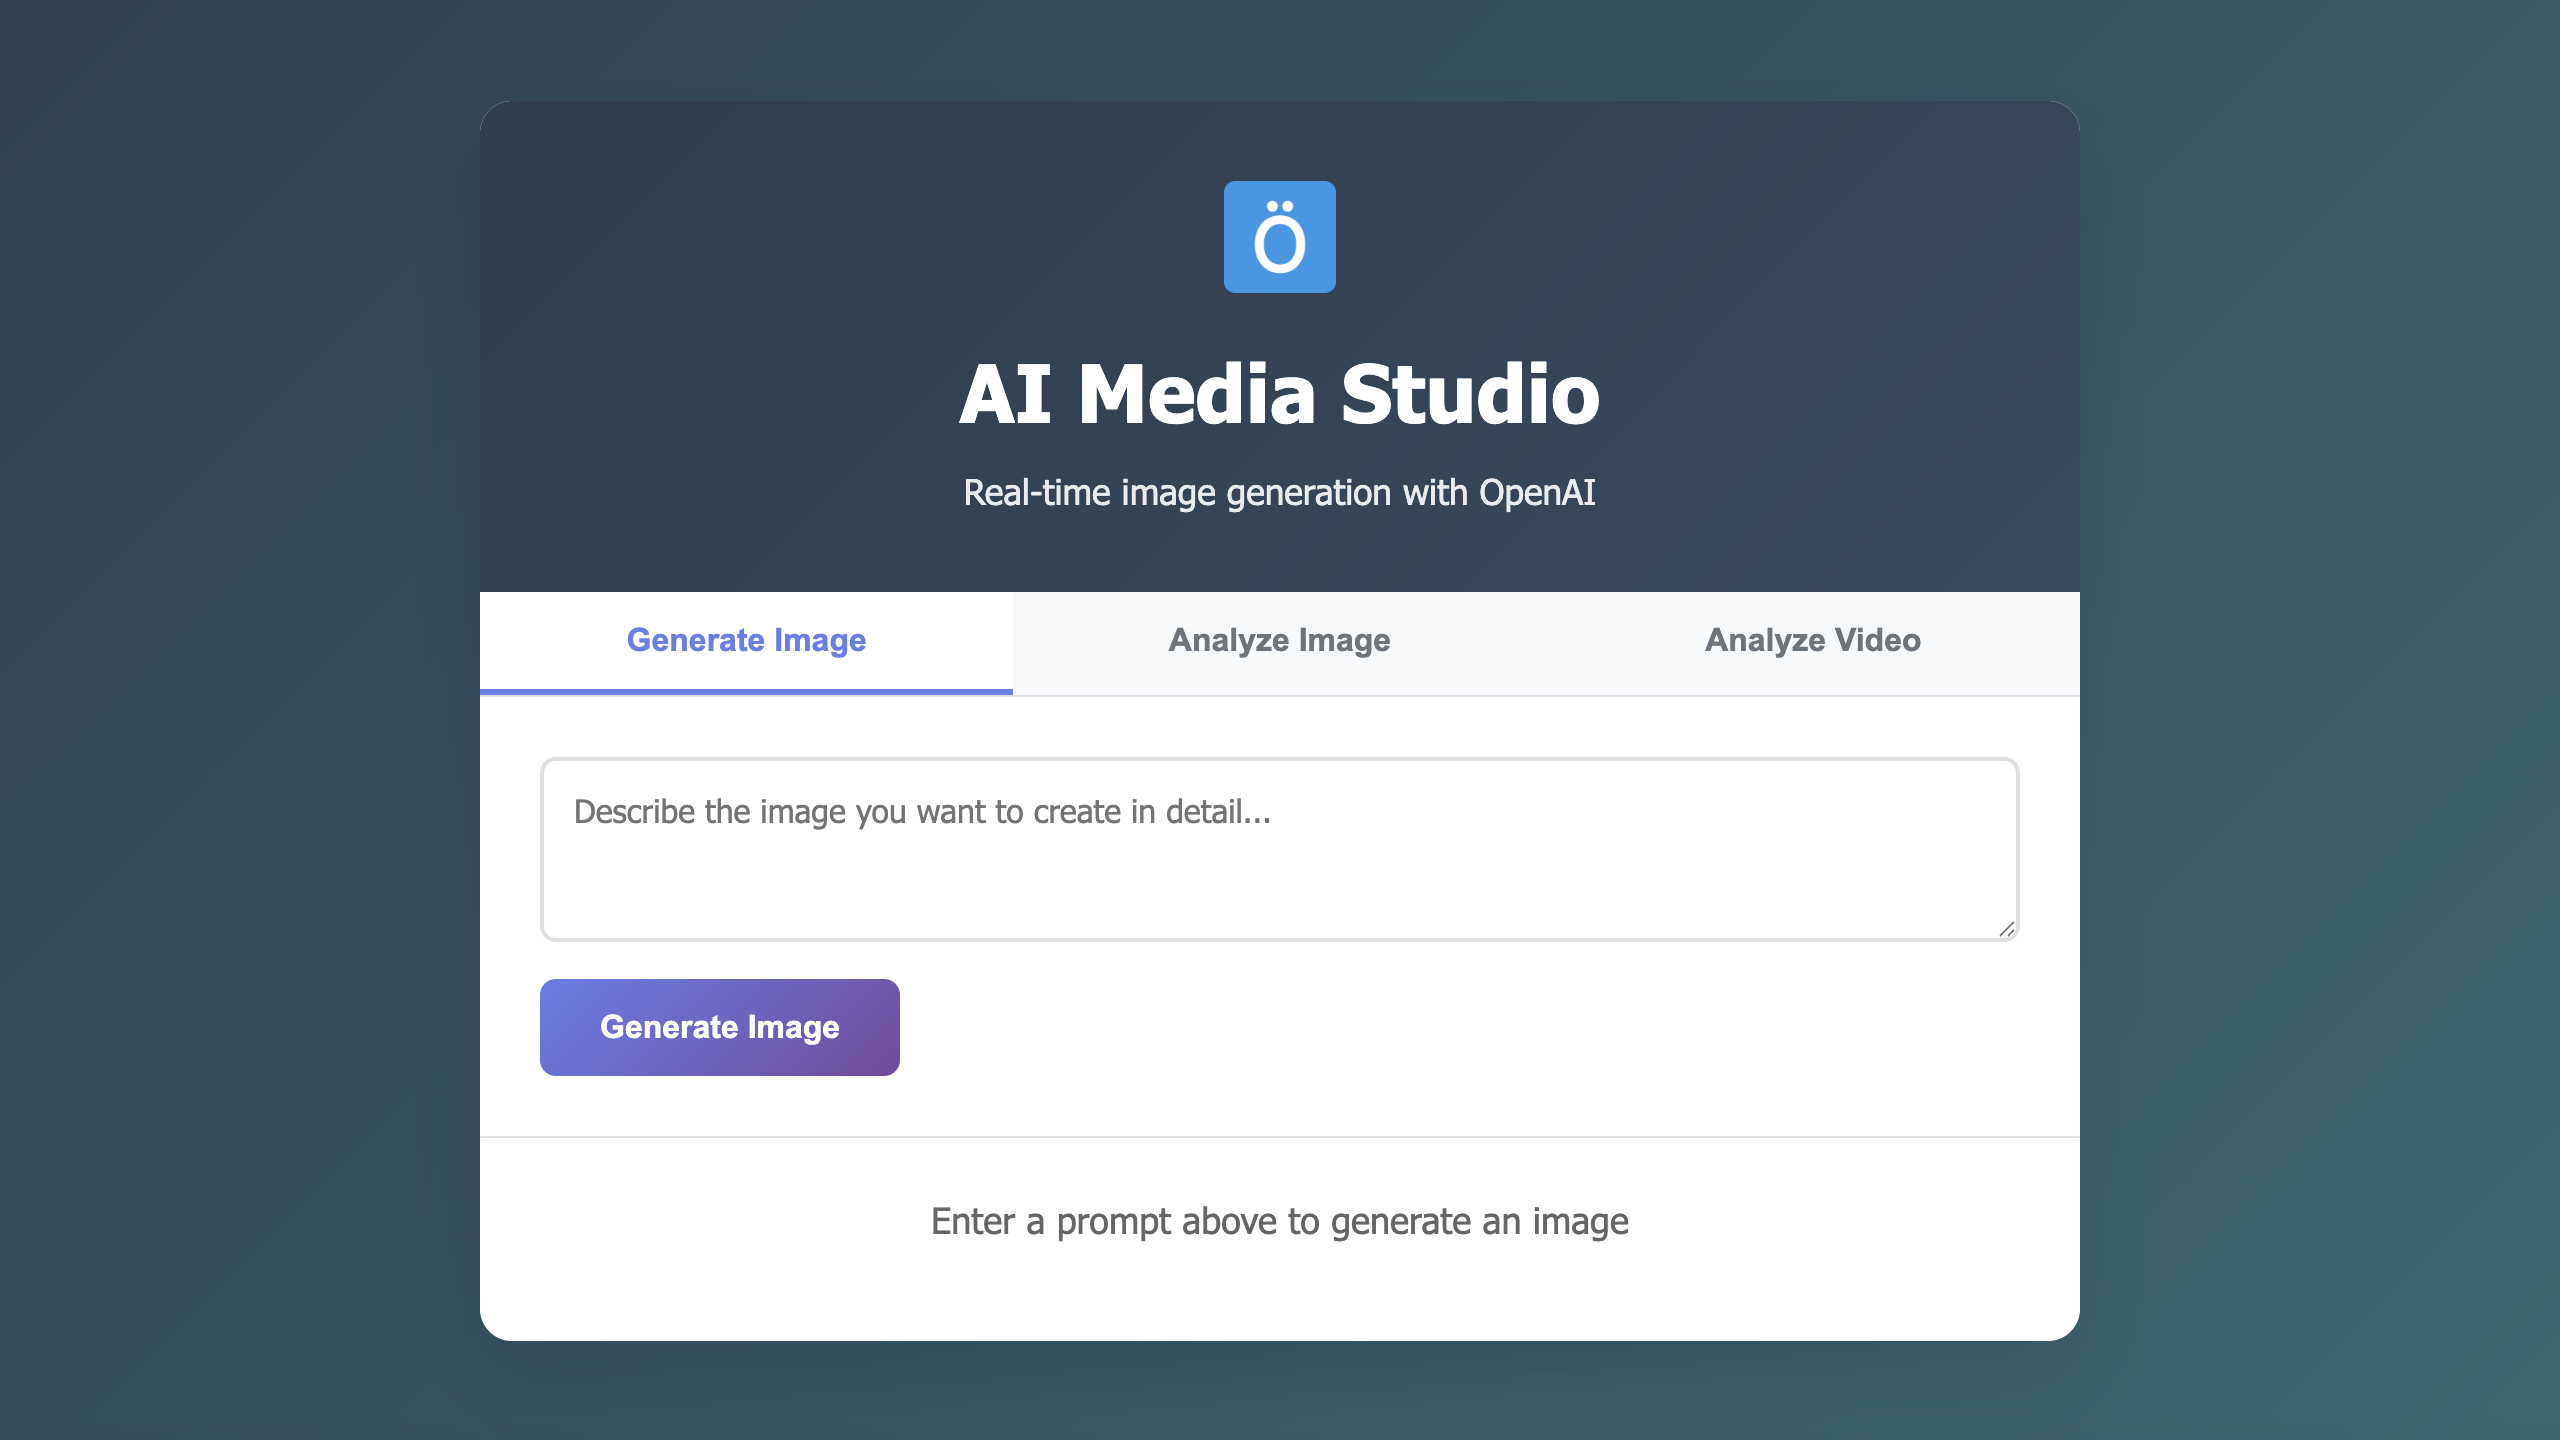 Ö
AI Media Studio
Real-time image generation with OpenAI
Generate Image
Analyze Image
Analyze Video
Describe the image you want to create in detail...
Generate Image
Enter a prompt above to generate an image